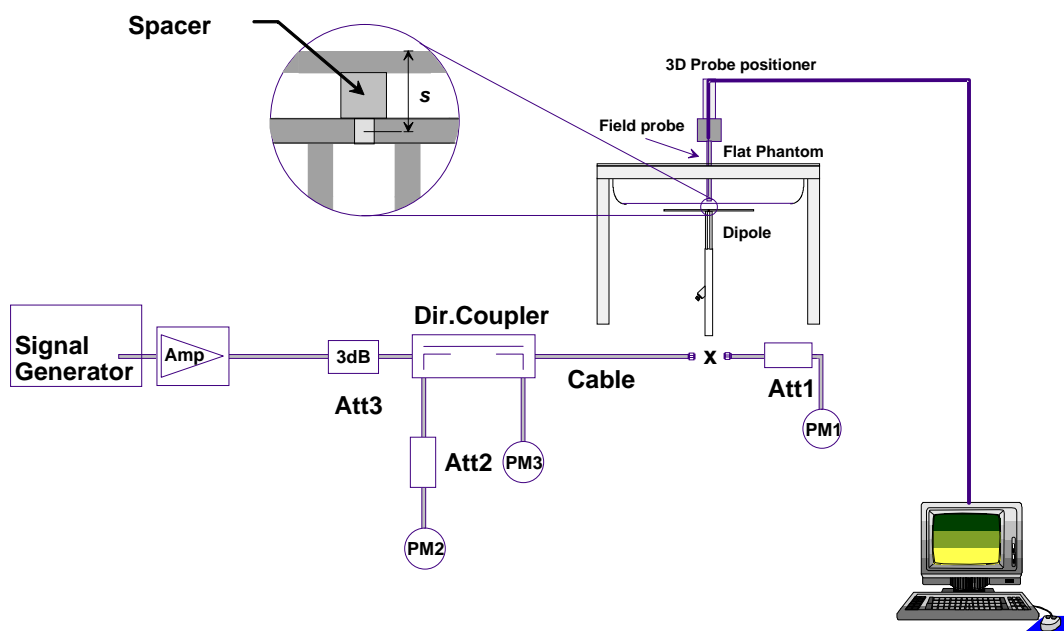 Spacer
s
3D Probe positioner
Field probe
Flat Phantom
Dipole
Dir.Coupler
Signal
Generator
Amp
3dB
Att3
Cable
x
Att1
PM1
Att2
PM3
PM2